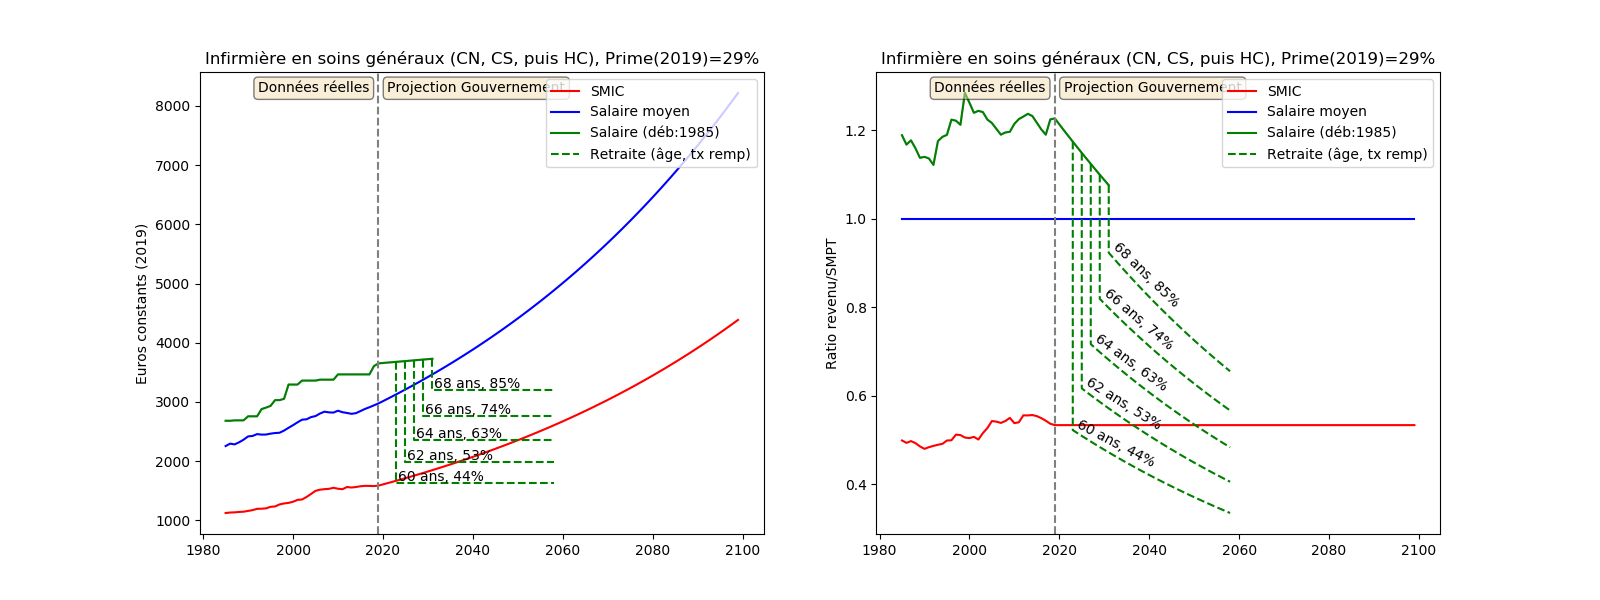 Infirmière en soins généraux (CN, CS, puis HC), Prime(2019)=29%
Données réelles
Projection Gouvernement
SMIC
Salaire moyen
Salaire (déb:1985)
Retraite (âge, tx remp)
Euros constants (2019)
8000
7000
6000
5000
4000
3000
2000
1000
68 ans, 85%
66 ans, 74%
64 ans, 63%
62 ans, 53%
60 ans, 44%
1980
2000
2020
2040
2060
2080
2100
Infirmière en soins généraux (CN, CS, puis HC), Prime(2019)=29%
Données réelles
Projection Gouvernement
SMIC
Salaire moyen
Salaire (déb:1985)
Retraite (âge, tx remp)
Ratio revenu/SMPT
1.2
1.0
0.8
0.6
0.4
68 ans, 85%
66 ans, 74%
64 ans, 63%
62 ans, 53%
60 ans, 44%
1980
2000
2020
2040
2060
2080
2100